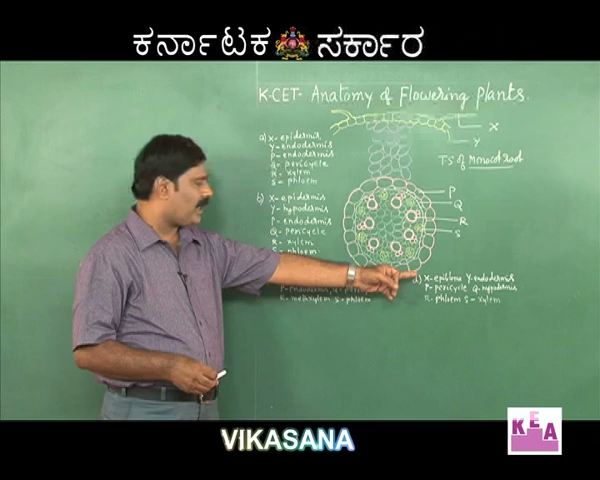 ಕರ್ನಾಟಕ ಸರ್ಕಾರ
K-CET- Anatomy of Flowering Plants.
a) X- epidermis,
Y- endodermis
P- endodermis
Q- pericycle
R- xylem
S- phloem
b) X- epidermis
Y- hypodermis
P- endodermis
Q- pericycle
R- xylem
S- phloem
P- endodermis,
R- metaxylem S- phloem
X
Y
T·S of Monocot root
P
Q
R
S
d) X- epiblema Y- endodermis
P- pericycle Q- hypodermis
R- phloem S- xylem
VIKASANA
KEA